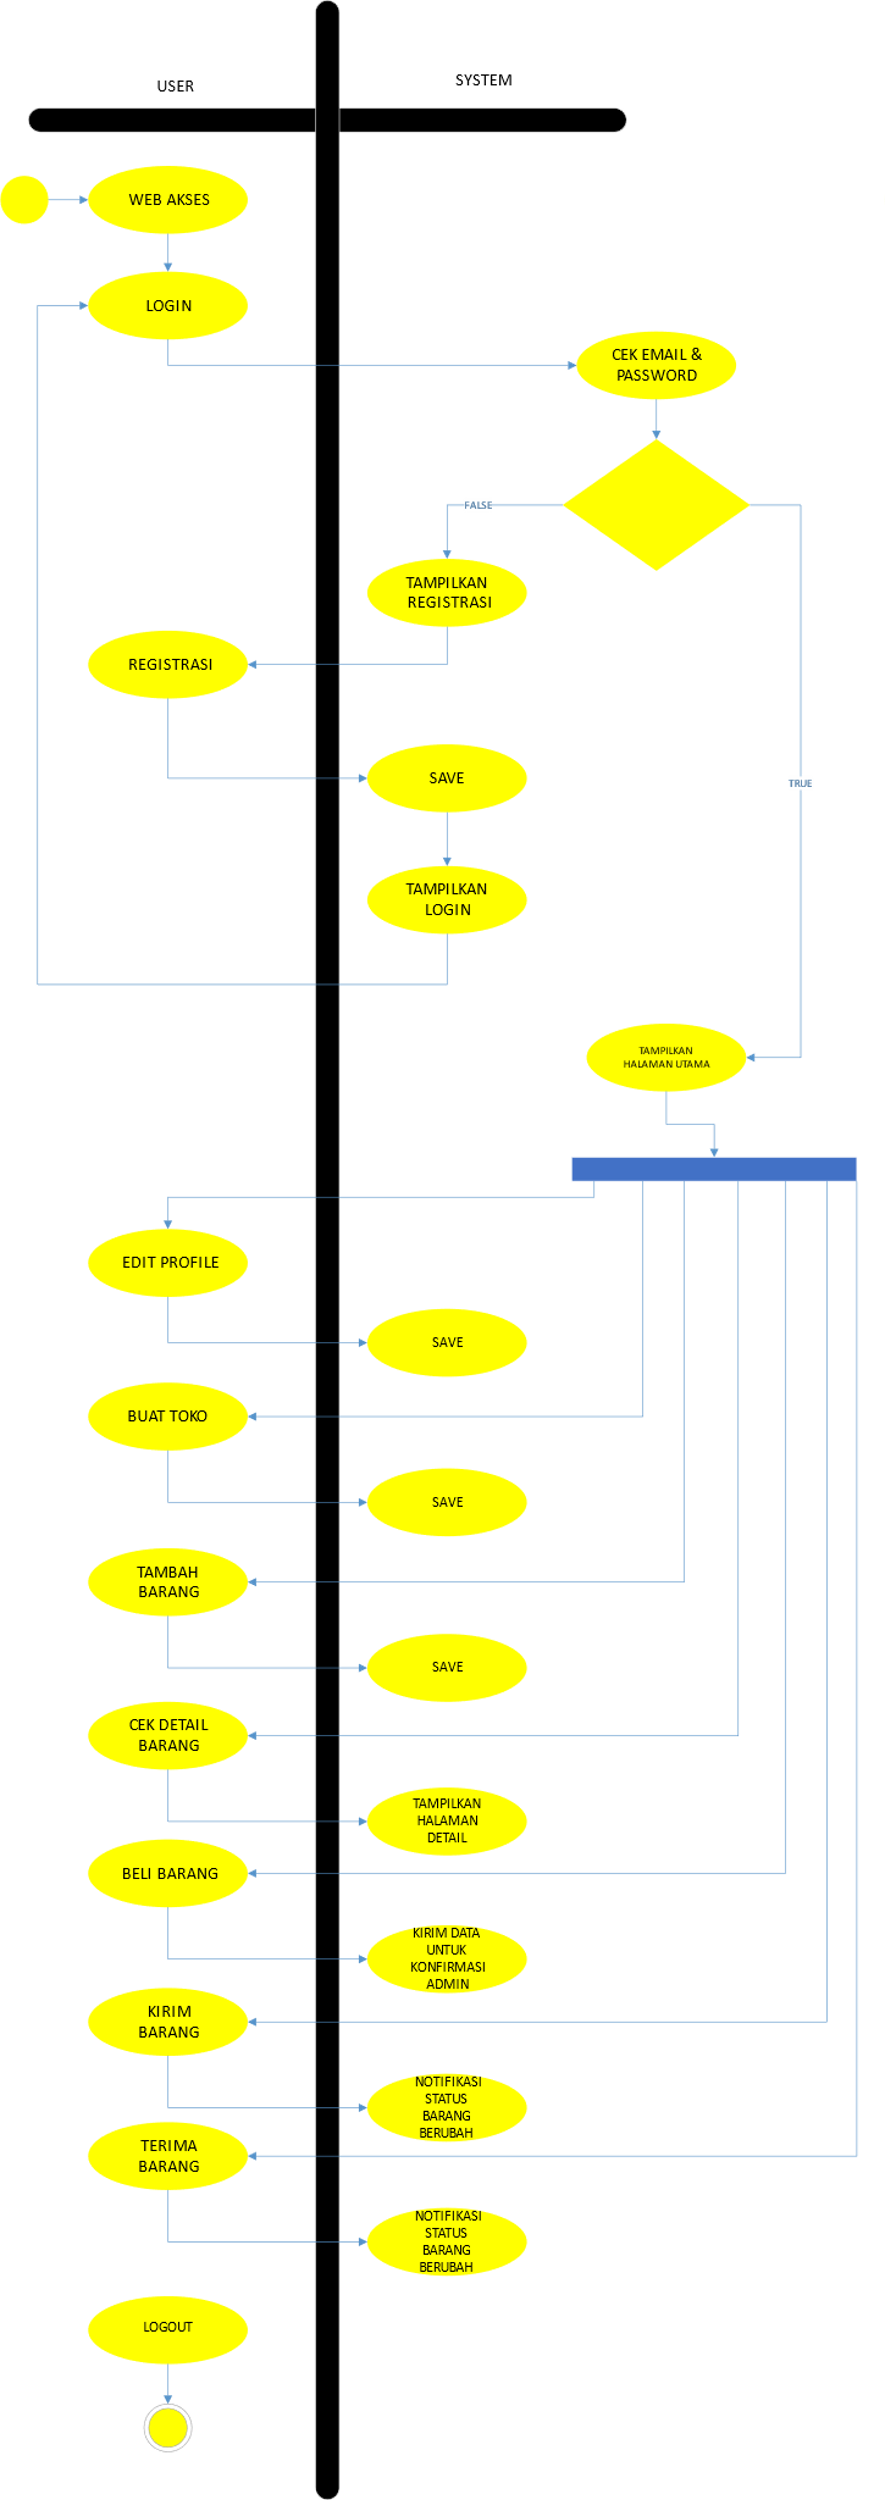 USER
SYSTEM
WEB AKSES
LOGIN
CEK EMAIL &
PASSWORD
FALSE
TAMPILKAN
REGISTRASI
REGISTRASI
SAVE
TRUE
TAMPILKAN
LOGIN
TAMPILKAN
HALAMAN UTAMA
EDIT PROFILE
SAVE
BUAT TOKO
SAVE
TAMBAH
BARANG
SAVE
CEK DETAIL
BARANG
TAMPILKAN
HALAMAN
DETAIL
BELI BARANG
KIRIM DATA
UNTUK
KONFIRMASI
ADMIN
KIRIM
BARANG
NOTIFIKASI
STATUS
BARANG
BERUBAH
TERIMA
BARANG
NOTIFIKASI
STATUS
BARANG
BERUBAH
LOGOUT